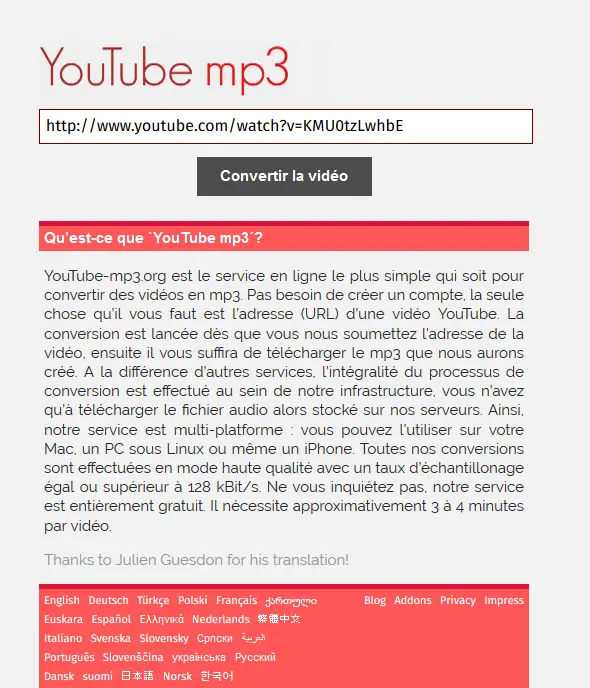 YouTube mp3
http://www.youtube.com/watch?v=KMU0tzLwhbE
Convertir la vidéo
Qu'est-ce que `YouTube mp3´?
YouTube-mp3.org est le service en ligne le plus simple qui soit pour
convertir des vidéos en mp3. Pas besoin de créer un compte, la seule
chose qu'il vous faut est l'adresse (URL) d'une vidéo YouTube. La
conversion est lancée dès que vous nous soumettez l'adresse de la
vidéo, ensuite il vous suffira de télécharger le mp3 que nous aurons
créé. A la différence d'autres services, l'intégralité du processus de
conversion est effectué au sein de notre infrastructure, vous n'avez
qu'à télécharger le fichier audio alors stocké sur nos serveurs. Ainsi,
notre service est multi-platforme : vous pouvez l'utiliser sur votre
Mac, un PC sous Linux ou même un iPhone. Toutes nos conversions
sont effectuées en mode haute qualité avec un taux d'échantillonage
égal ou supérieur à 128 kBit/s. Ne vous inquiétez pas, notre service
est entièrement gratuit. Il nécessite approximativement 3 à 4 minutes
par vidéo.
Thanks to Julien Guesdon for his translation!
English Deutsch Türkçe Polski Français ქართული Blog Addons Privacy Impress
Euskara Español Ελληνικά Nederlands 繁體中文
Italiano Svenska Slovensky Српски العربية
Português Slovenščina українська Русский
Dansk suomi 日本語 Norsk 한국어